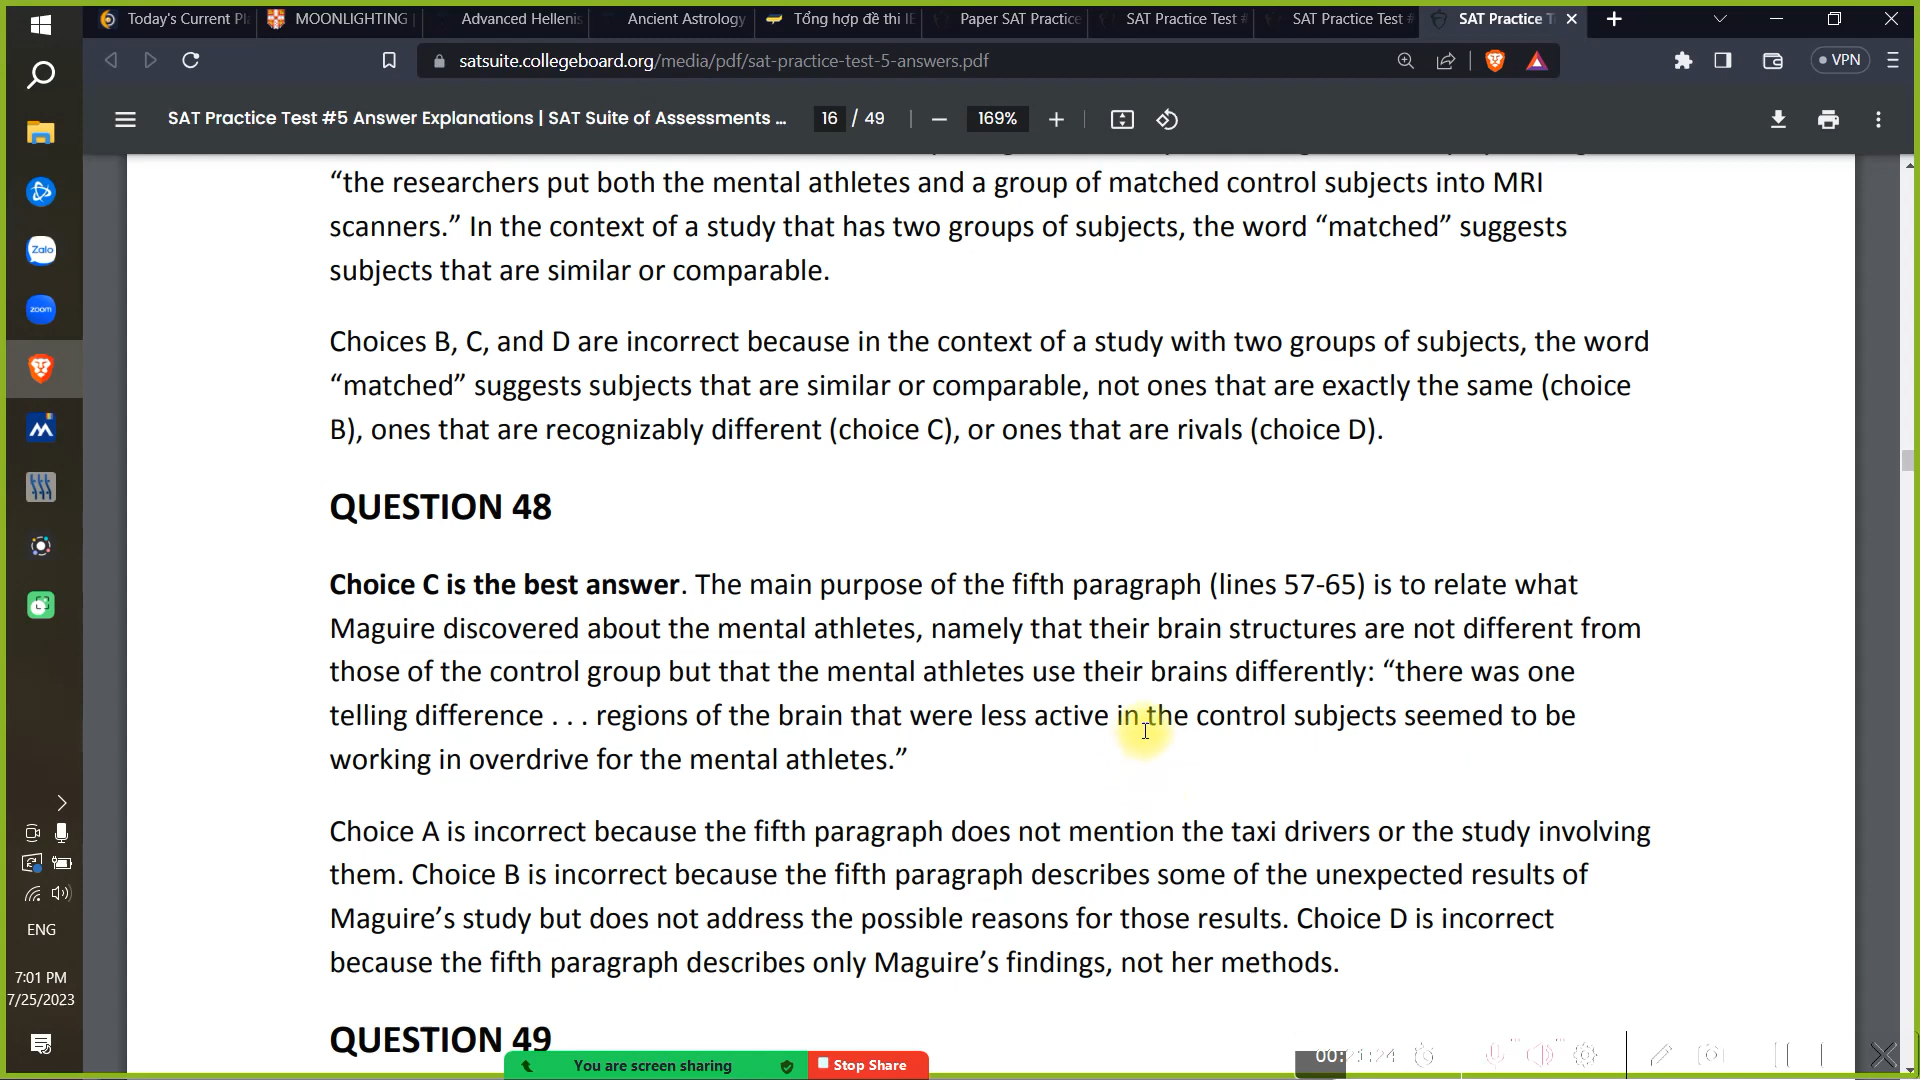 Today's Current Pl
MOONLIGHTING
Advanced Hellenis
Ancient Astrology
Tổng hợp đề thi IE
Paper SAT Practice
SAT Practice Test #
SAT Practice Test #
SAT Practice T
satsuite.collegeboard.org/media/pdf/sat-practice-test-5-answers.pdf
VPN
SAT Practice Test #5 Answer Explanations | SAT Suite of Assessments ...
16 / 49
169%
“the researchers put both the mental athletes and a group of matched control subjects into MRI
scanners.” In the context of a study that has two groups of subjects, the word “matched” suggests
subjects that are similar or comparable.
Choices B, C, and D are incorrect because in the context of a study with two groups of subjects, the word
“matched” suggests subjects that are similar or comparable, not ones that are exactly the same (choice
B), ones that are recognizably different (choice C), or ones that are rivals (choice D).
QUESTION 48
Choice C is the best answer. The main purpose of the fifth paragraph (lines 57-65) is to relate what
Maguire discovered about the mental athletes, namely that their brain structures are not different from
those of the control group but that the mental athletes use their brains differently: “there was one
telling difference . . . regions of the brain that were less active in the control subjects seemed to be
working in overdrive for the mental athletes.”
Choice A is incorrect because the fifth paragraph does not mention the taxi drivers or the study involving
them. Choice B is incorrect because the fifth paragraph describes some of the unexpected results of
Maguire’s study but does not address the possible reasons for those results. Choice D is incorrect
because the fifth paragraph describes only Maguire’s findings, not her methods.
QUESTION 49
Zalo
zoom
ENG
7:01 PM
7/25/2023
You are screen sharing
Stop Share